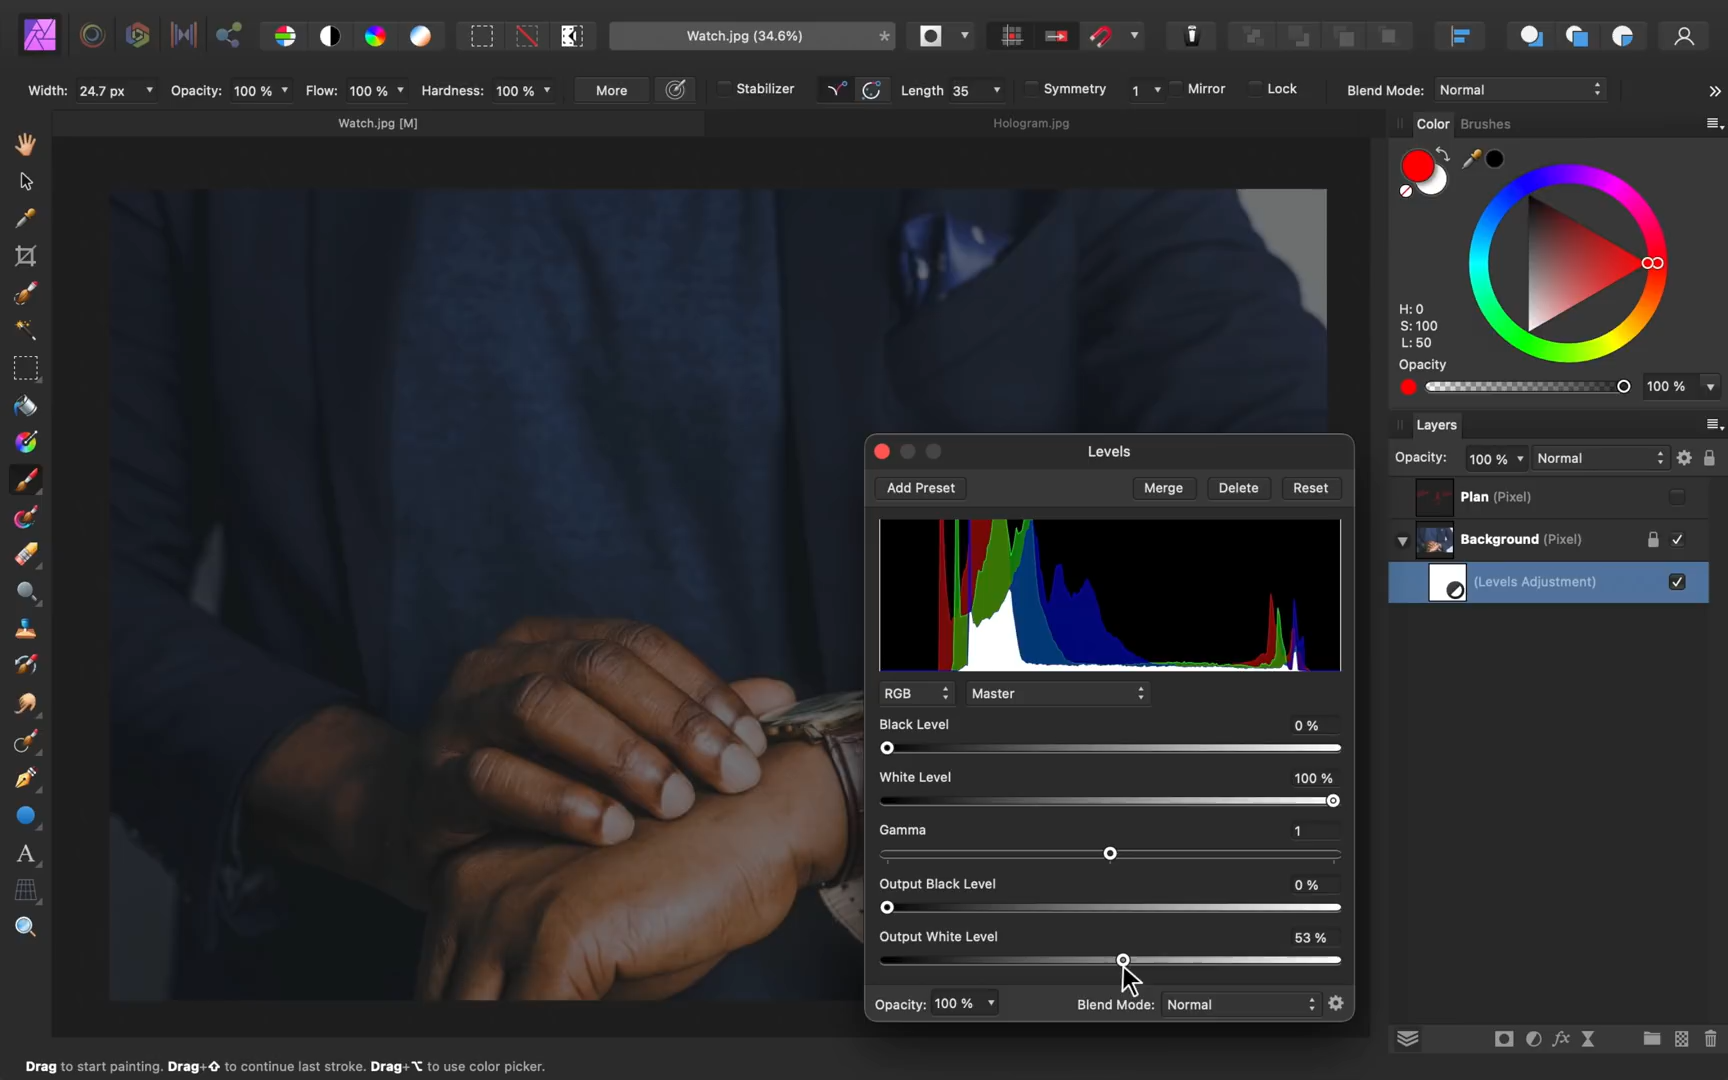 Watch.jpg (34.6%) *
Width: 24.7 px Opacity: 100 % Flow: 100 % Hardness: 100 % More Stabilizer Length 35 Symmetry 1 Mirror Lock Blend Mode: Normal »
Watch.jpg [M] Hologram.jpg
Color Brushes
H: 0
S: 100
L: 50
Opacity
100 %
Layers
Opacity: 100 % Normal
Plan (Pixel)
Background (Pixel)
(Levels Adjustment)
Levels
Add Preset Merge Delete Reset
RGB Master
Black Level 0 %
White Level 100 %
Gamma 1
Output Black Level 0 %
Output White Level 53 %
Opacity: 100 % Blend Mode: Normal
A
fx
Drag to start painting. Drag+⇧ to continue last stroke. Drag+⌥ to use color picker.